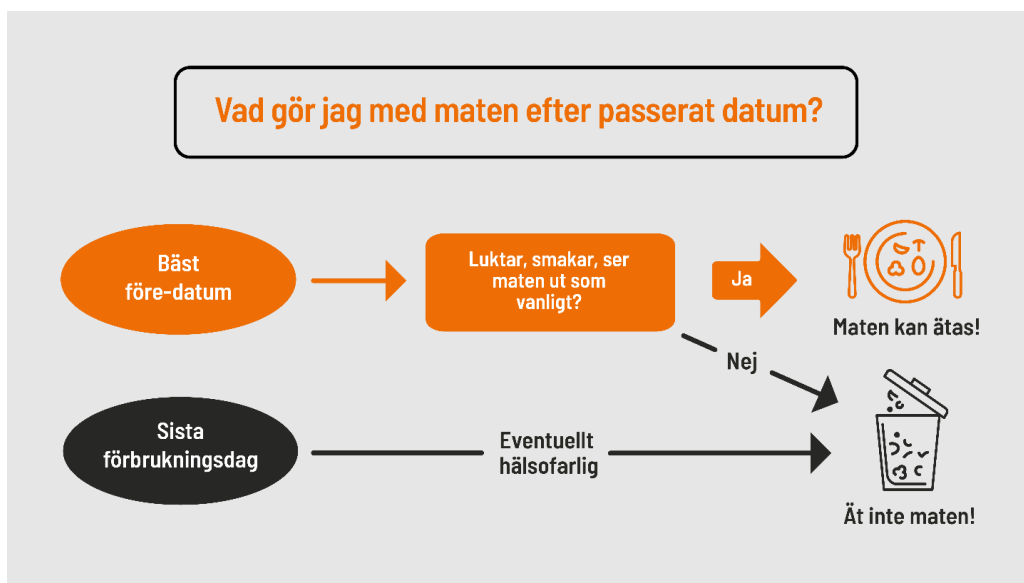 Vad gör jag med maten efter passerat datum?
Bäst
före-datum
Luktar, smakar, ser
maten ut som
vanligt?
Ja
Maten kan ätas!
Nej
Sista
förbrukningsdag
Eventuellt
hälsofarlig
Ät inte maten!